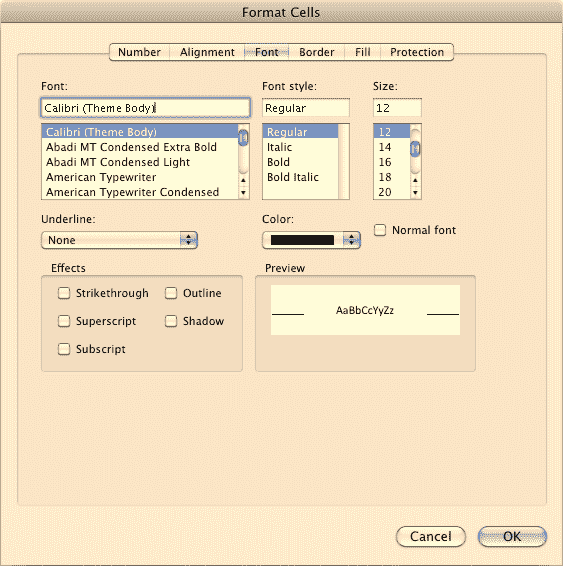 Format Cells
Number Alignment Font Border Fill Protection
Font: Font style: Size:
Calibri (Theme Body) Regular 12
Calibri (Theme Body) Regular 12
Abadi MT Condensed Extra Bold Italic 14
Abadi MT Condensed Light Bold 16
American Typewriter Bold Italic 18
American Typewriter Condensed 20
Underline: Color:
None Normal font
Effects Preview
Strikethrough Outline
AaBbCcYyZz
Superscript Shadow
Subscript
Cancel OK